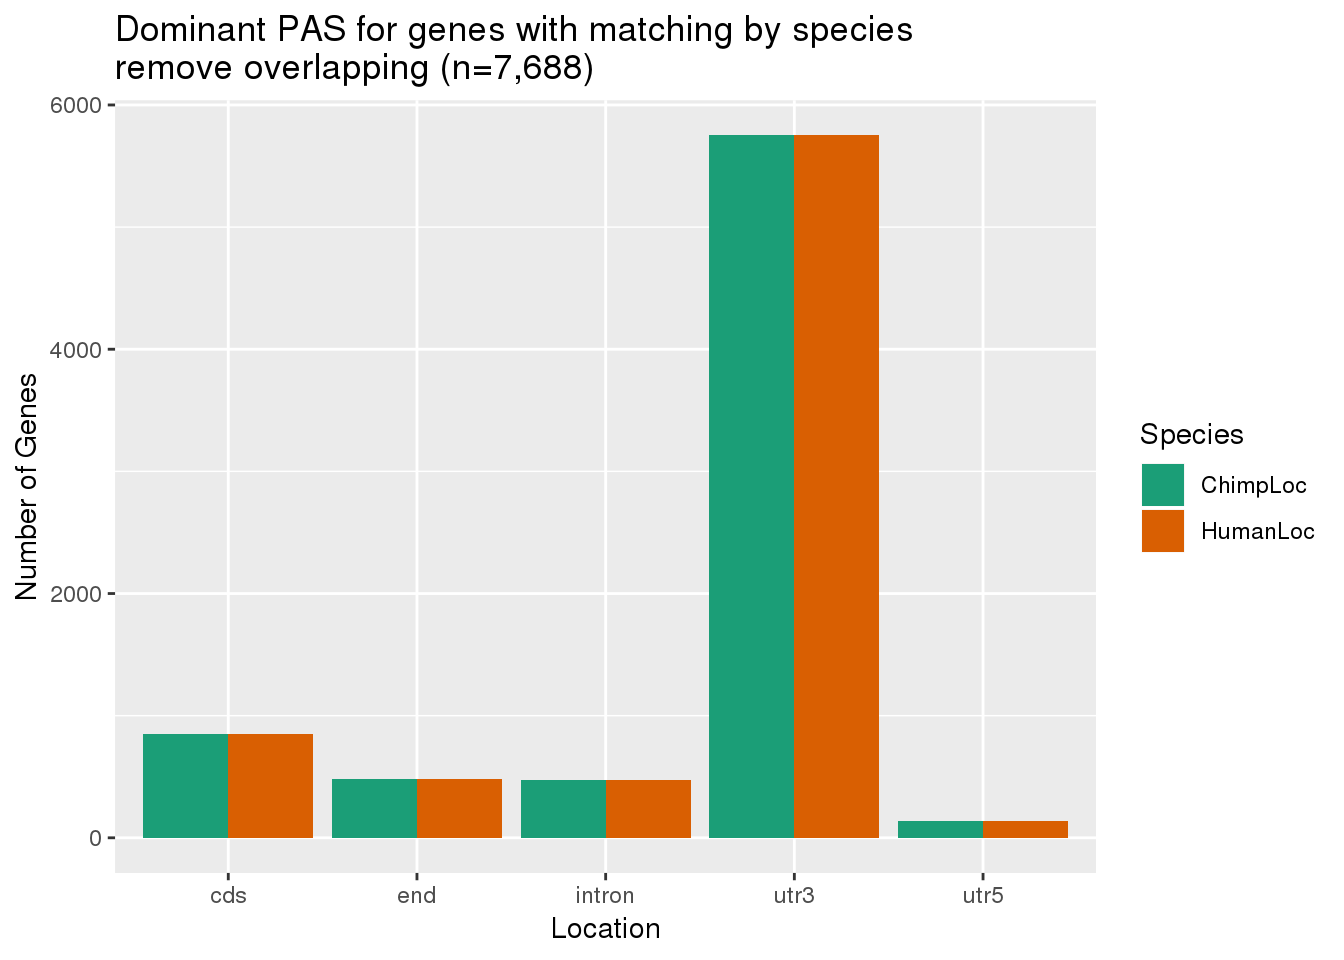 Dominant PAS for genes with matching by species
remove overlapping (n=7,688)
6000
4000
2000
0
Number of Genes
cds
end
intron
utr3
utr5
Location
Species
ChimpLoc
HumanLoc